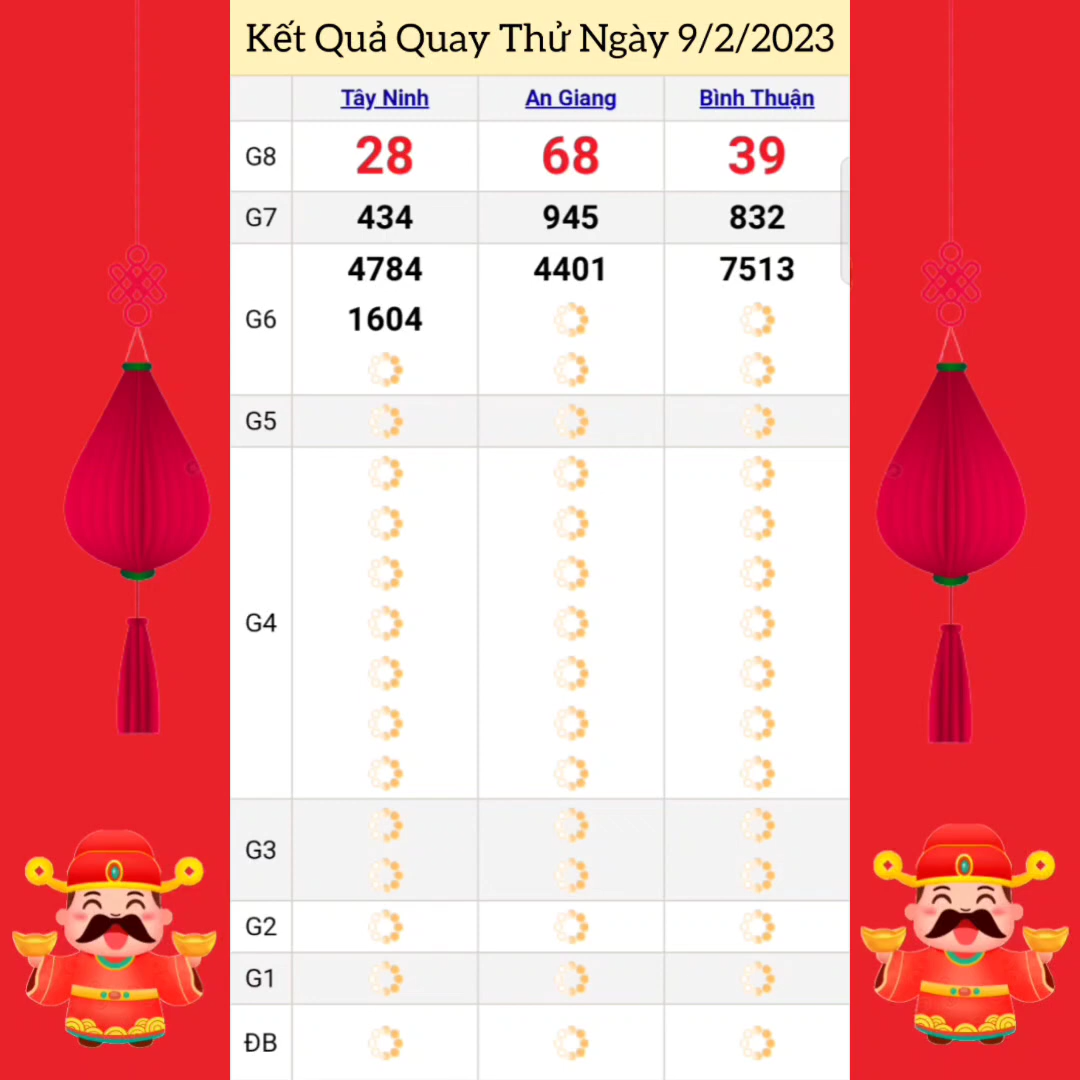 Kết Quả Quay Thử Ngày 9/2/2023
Tây Ninh An Giang Bình Thuận
G8 28 68 39
G7 434 945 832
4784 4401 7513
G6 1604
G5
G4
G3
G2
G1
ĐB